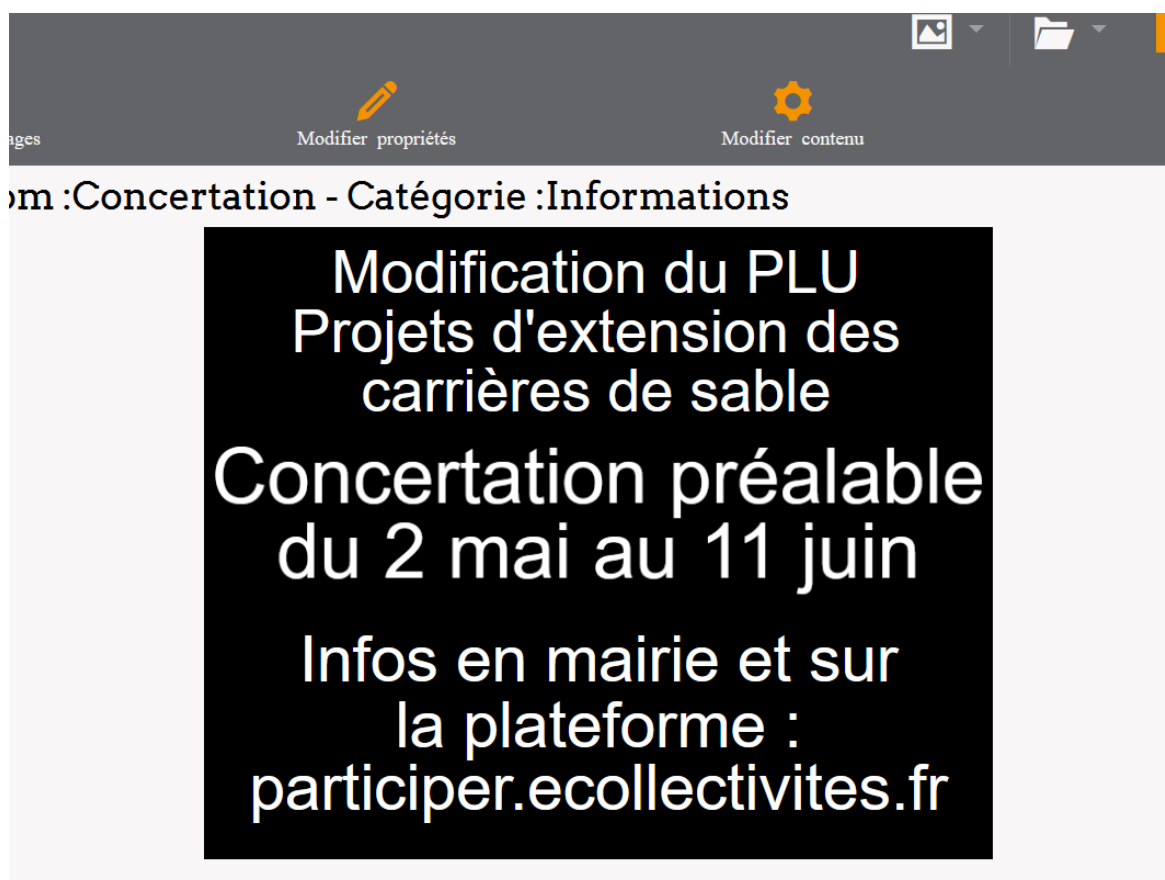 ages
Modifier propriétés
Modifier contenu
om :Concertation - Catégorie :Informations
Modification du PLU
Projets d'extension des
carrières de sable
Concertation préalable
du 2 mai au 11 juin
Infos en mairie et sur
la plateforme :
participer.ecollectivites.fr